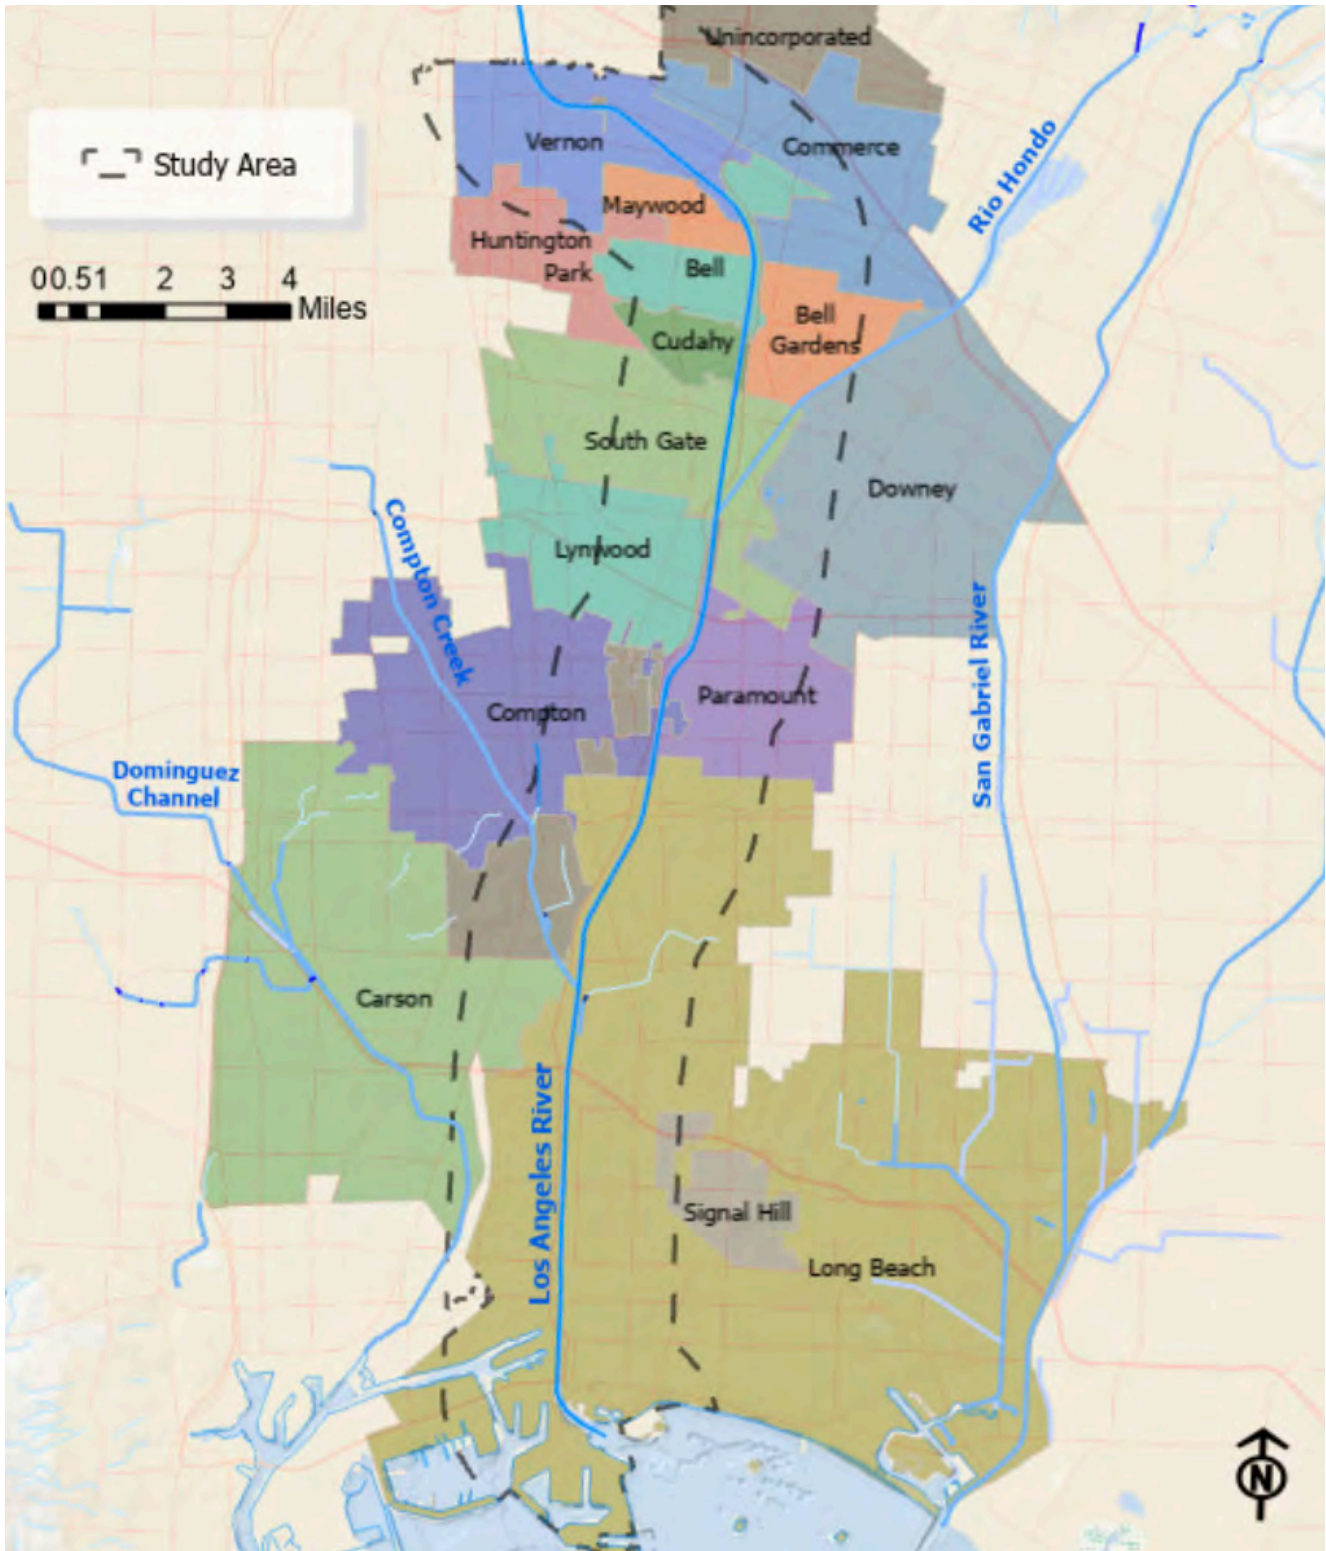 Unincorporated
Vernon
Commerce
Study Area
Rio Hondo
Maywood
Huntington
Park
Bell
00.51 2 3 4
Miles
Bell
Gardens
Cudahy
South Gate
Downey
Compton Creek
Lynwood
San Gabriel River
Paramount
Compton
Dominguez
Channel
Carson
Los Angeles River
Signal Hill
Long Beach
N